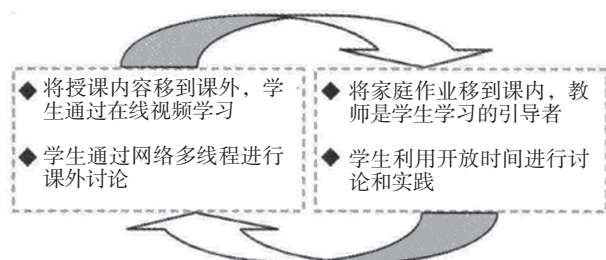 ◆ 将授课内容移到课外，学
生通过在线视频学习
◆ 学生通过网络多线程进行
课外讨论
◆ 将家庭作业移到课内，教
师是学生学习的引导者
◆ 学生利用开放时间进行讨
论和实践